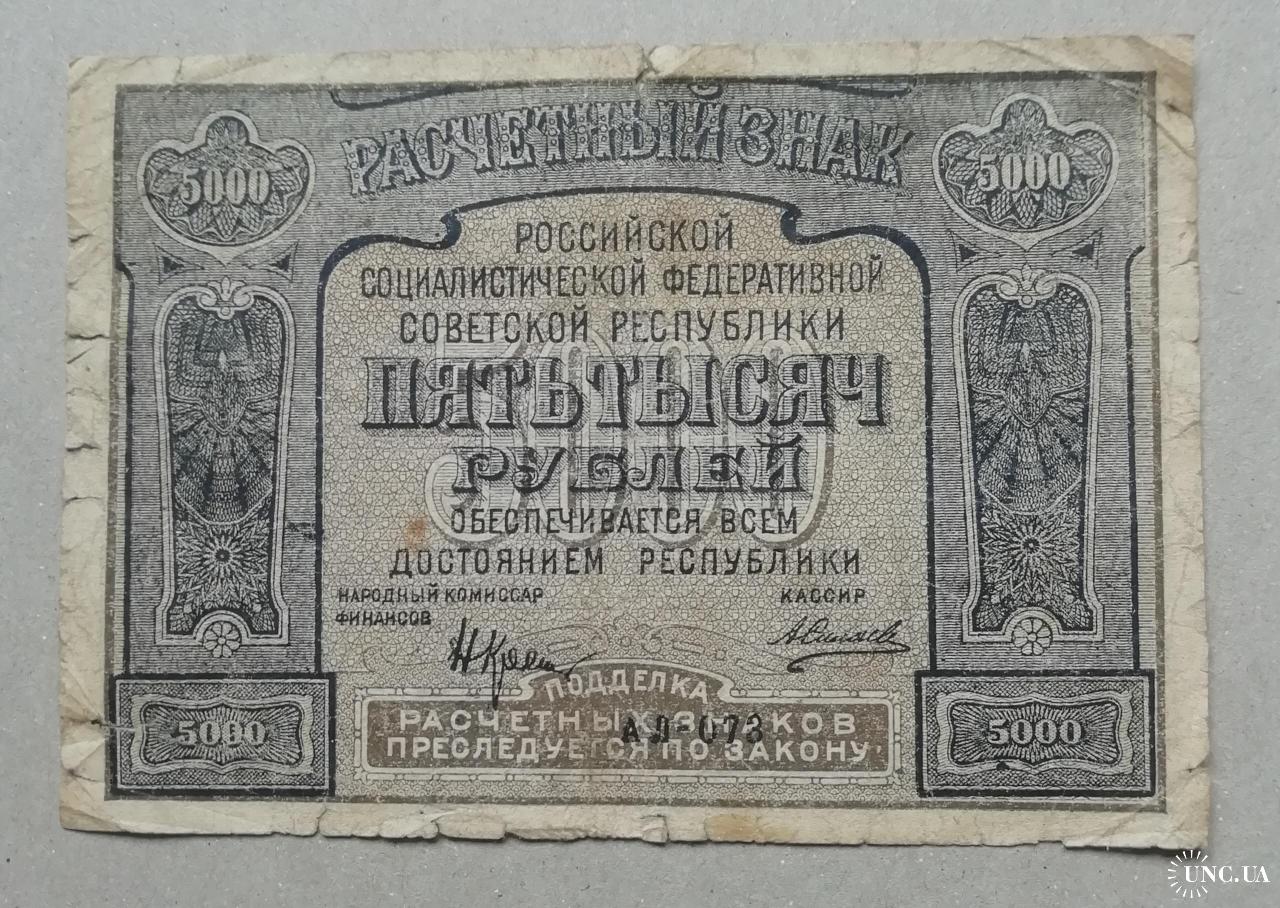 РАСЧЕТНЫЙ ЗНАК
5000
5000
РОССИЙСКОЙ
СОЦИАЛИСТИЧЕСКОЙ ФЕДЕРАТИВНОЙ
СОВЕТСКОЙ РЕСПУБЛИКИ
5000
ПЯТЬ ТЫСЯЧ
РУБЛЕЙ
ОБЕСПЕЧИВАЕТСЯ ВСЕМ
ДОСТОЯНИЕМ РЕСПУБЛИКИ
НАРОДНЫЙ КОМИССАР
ФИНАНСОВ
КАССИР
ПОДДЕЛКА
РАСЧЕТНЫХ ЗНАКОВ
ПРЕСЛЕДУЕТСЯ ПО ЗАКОНУ
АЛ-073
5000
5000
UNC.UA